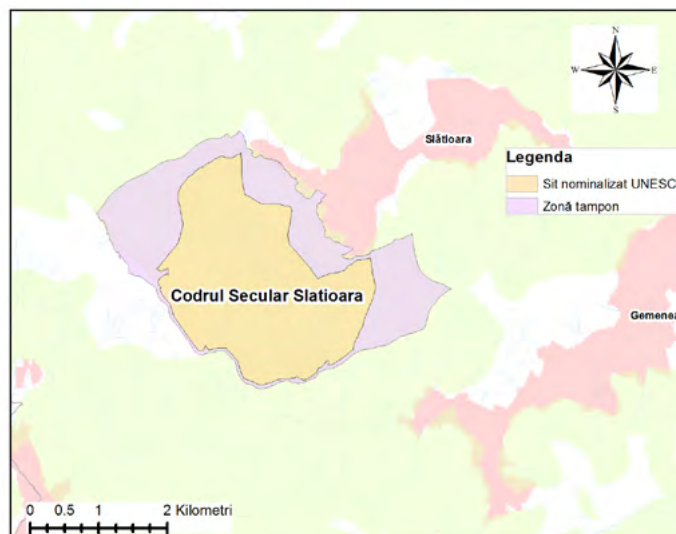 N
W E
S
Slătioara
Legenda
Sit nominalizat UNESC
Zonă tampon
Codrul Secular Slatioara
Gemenea
0 0.5 1 2 Kilometri